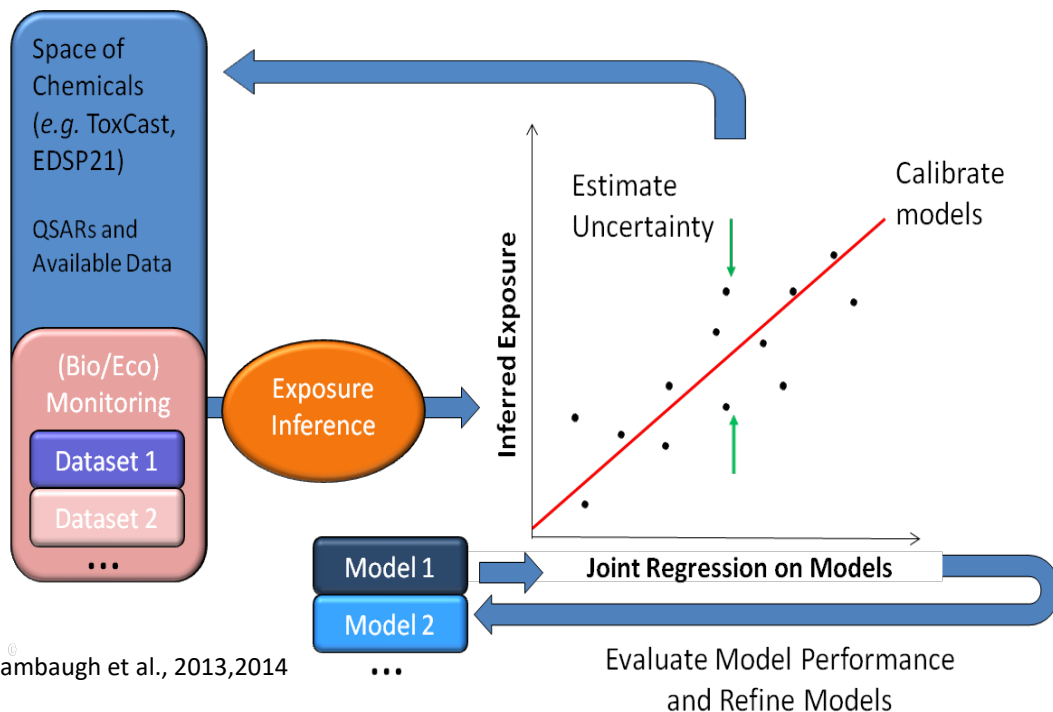 Space of
Chemicals
(e.g. ToxCast,
EDSP21)
QSARs and
Available Data
(Bio/Eco)
Monitoring
Dataset 1
Dataset 2
...
Exposure
Inference
Estimate
Uncertainty
Calibrate
models
Inferred Exposure
Joint Regression on Models
Model 1
Model 2
...
Evaluate Model Performance
and Refine Models
©
ambaugh et al., 2013,2014